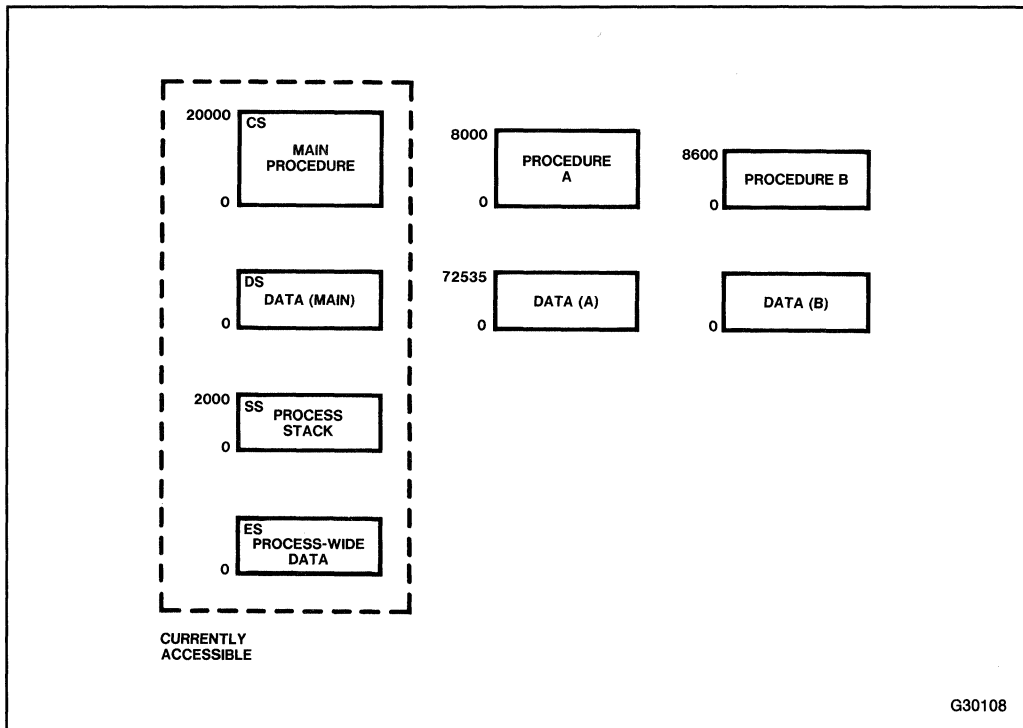 20000
CS
MAIN
PROCEDURE
0
8000
PROCEDURE
A
0
8600
PROCEDURE B
0
DS
DATA (MAIN)
0
72535
DATA (A)
0
DATA (B)
0
2000
SS
PROCESS
STACK
0
ES
PROCESS-WIDE
DATA
0
CURRENTLY
ACCESSIBLE
G30108